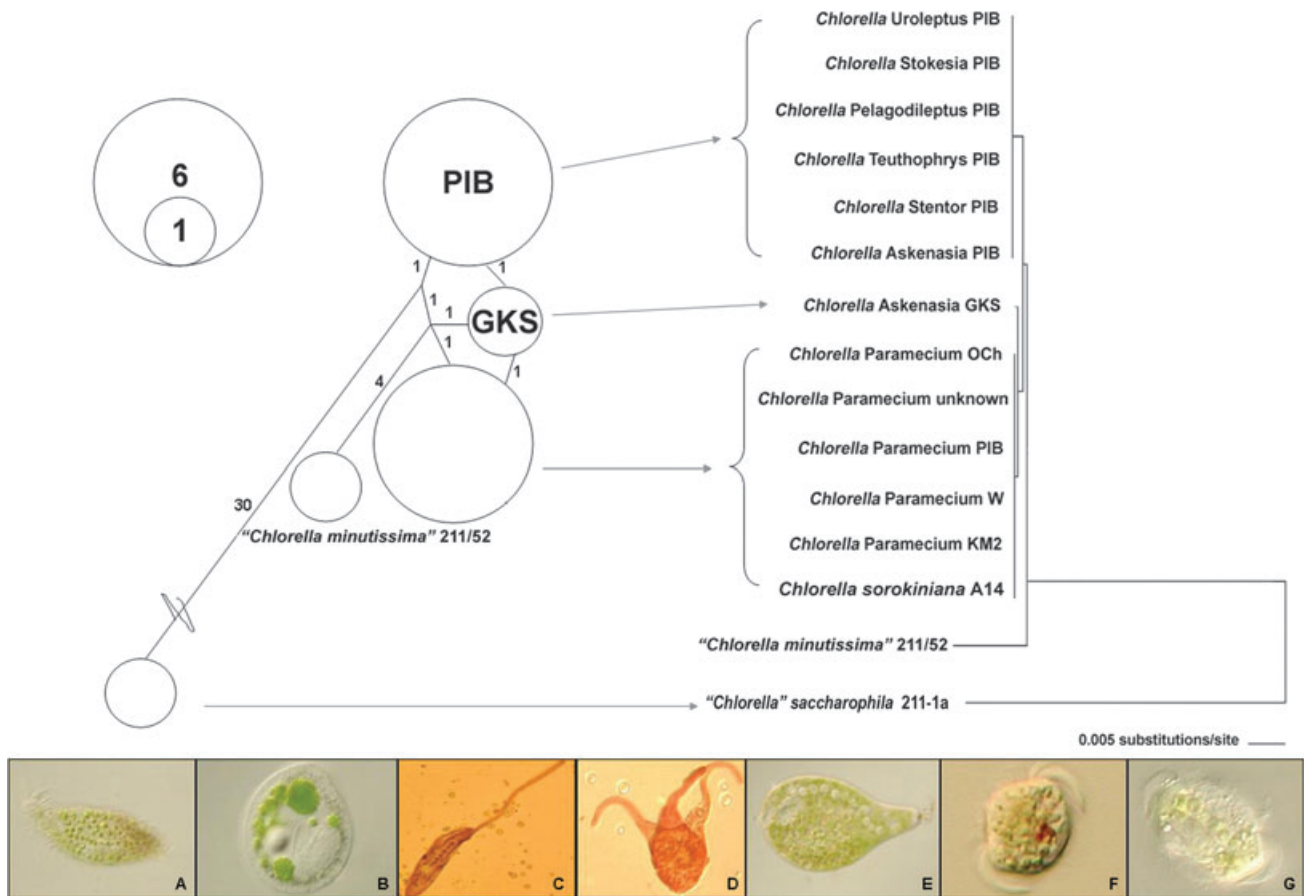 6
1
PIB
1
1
1
1
GKS
1
1
4
30
“Chlorella minutissima” 211/52
Chlorella Uroleptus PIB
Chlorella Stokesia PIB
Chlorella Pelagodileptus PIB
Chlorella Teuthophrys PIB
Chlorella Stentor PIB
Chlorella Askenasia PIB
Chlorella Askenasia GKS
Chlorella Paramecium OCh
Chlorella Paramecium unknown
Chlorella Paramecium PIB
Chlorella Paramecium W
Chlorella Paramecium KM2
Chlorella sorokiniana A14
“Chlorella minutissima” 211/52
“Chlorella” saccharophila 211-1a
0.005 substitutions/site
A
B
C
D
E
F
G